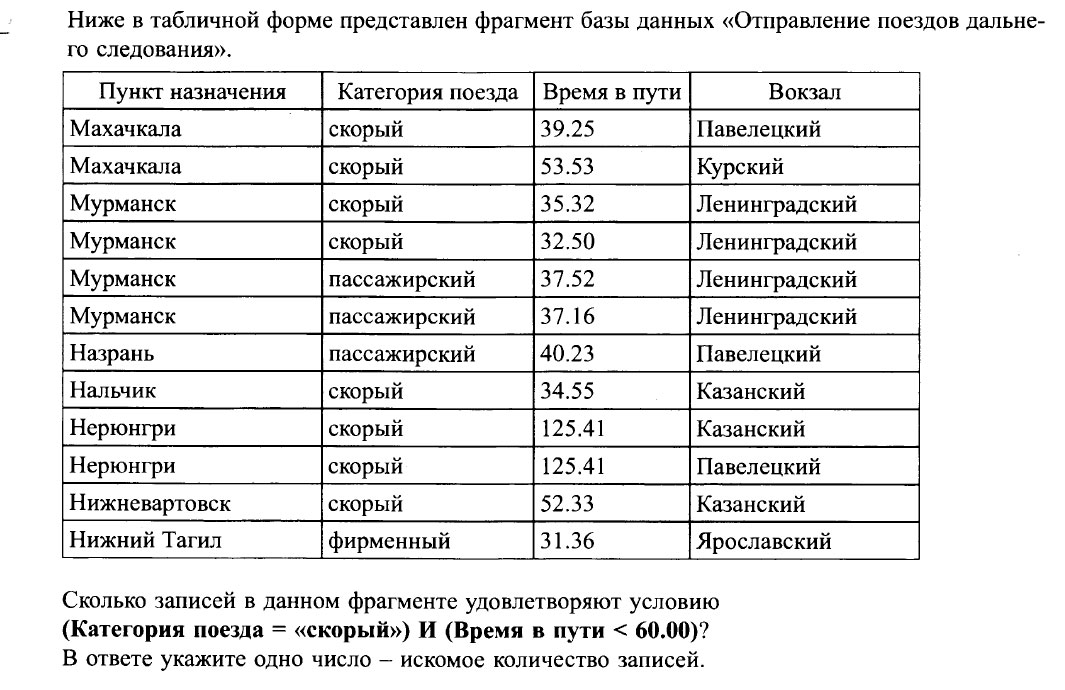 Ниже в табличной форме представлен фрагмент базы данных «Отправление поездов дальне-
го следования».
Пункт назначения Категория поезда Время в пути Вокзал
Махачкала скорый 39.25 Павелецкий
Махачкала скорый 53.53 Курский
Мурманск скорый 35.32 Ленинградский
Мурманск скорый 32.50 Ленинградский
Мурманск пассажирский 37.52 Ленинградский
Мурманск пассажирский 37.16 Ленинградский
Назрань пассажирский 40.23 Павелецкий
Нальчик скорый 34.55 Казанский
Нерюнгри скорый 125.41 Казанский
Нерюнгри скорый 125.41 Павелецкий
Нижневартовск скорый 52.33 Казанский
Нижний Тагил фирменный 31.36 Ярославский
Сколько записей в данном фрагменте удовлетворяют условию
(Категория поезда = «скорый») И (Время в пути < 60.00)?
В ответе укажите одно число – искомое количество записей.